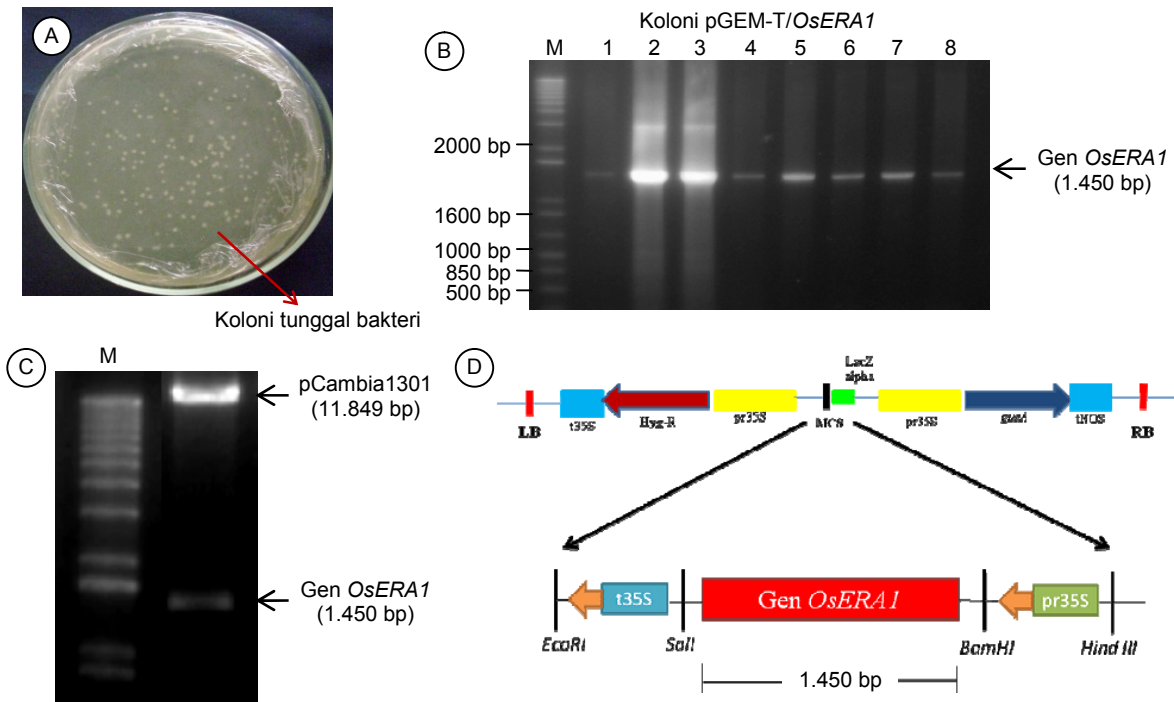 A
Koloni tunggal bakteri
B
Koloni pGEM-T/OsERA1
M 1 2 3 4 5 6 7 8
2000 bp
1600 bp
1000 bp
850 bp
500 bp
Gen OsERA1
(1.450 bp)
C
M
pCambia1301
(11.849 bp)
Gen OsERA1
(1.450 bp)
D
LacZ
alpha
LB
t35S
Hyg-R
pr35S
MCS
pr35S
gusA
tNOS
RB
t35S
Gen OsERA1
pr35S
EcoRI
SalI
BamHI
Hind III
1.450 bp